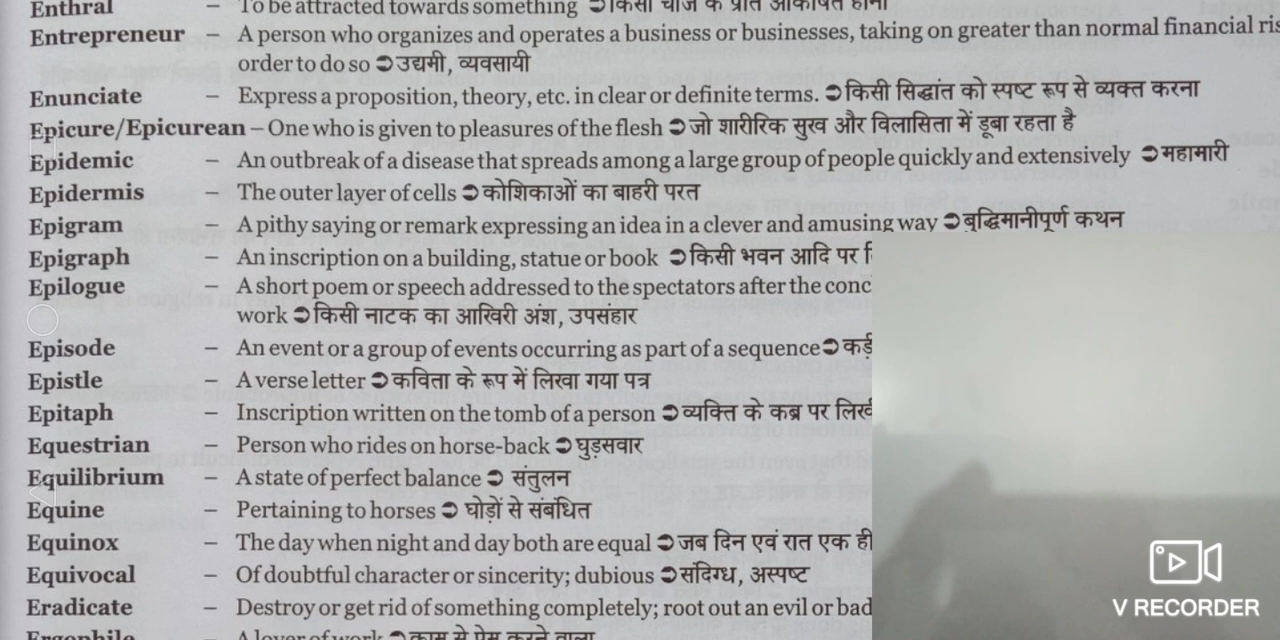 Enthral – To be attracted towards something ➲ किसी चीज के प्रति आकर्षित होना
Entrepreneur – A person who organizes and operates a business or businesses, taking on greater than normal financial
order to do so ➲ उद्यमी, व्यवसायी
Enunciate – Express a proposition, theory, etc. in clear or definite terms. ➲ किसी सिद्धांत को स्पष्ट रूप से व्यक्त करना
Epicure/Epicurean – One who is given to pleasures of the flesh ➲ जो शारीरिक सुख और विलासिता में डूबा रहता है
Epidemic – An outbreak of a disease that spreads among a large group of people quickly and extensively ➲ महामारी
Epidermis – The outer layer of cells ➲ कोशिकाओं का बाहरी परत
Epigram – A pithy saying or remark expressing an idea in a clever and amusing way ➲ बुद्धिमानीपूर्ण कथन
Epigraph – An inscription on a building, statue or book ➲ किसी भवन आदि पर
Epilogue – A short poem or speech addressed to the spectators after the conc
work ➲ किसी नाटक का आखिरी अंश, उपसंहार
Episode – An event or a group of events occurring as part of a sequence ➲
Epistle – A verse letter ➲ कविता के रूप में लिखा गया पत्र
Epitaph – Inscription written on the tomb of a person ➲ व्यक्ति के कब्र पर
Equestrian – Person who rides on horse-back ➲ घुड़सवार
Equilibrium – A state of perfect balance ➲ संतुलन
Equine – Pertaining to horses ➲ घोड़ों से संबंधित
Equinox – The day when night and day both are equal ➲ जब दिन एवं रात एक ही
Equivocal – Of doubtful character or sincerity; dubious ➲ संदिग्ध, अस्पष्ट
Eradicate – Destroy or get rid of something completely; root out an evil or bad
Ergophile – A lover of work ➲ काम से प्रेम करने वाला
V RECORDER